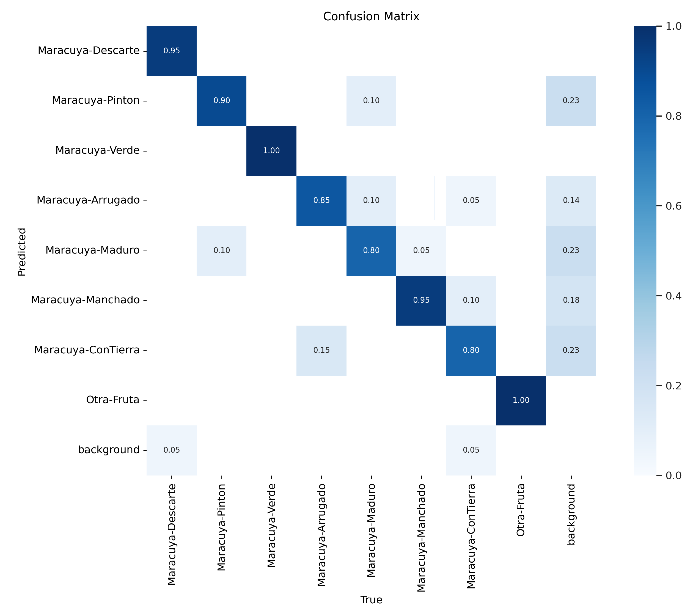 Confusion Matrix
Maracuya-Descarte 0.95
Maracuya-Pinton 0.90 0.10 0.23
Maracuya-Verde 1.00
Maracuya-Arrugado 0.85 0.10 0.05 0.14
Maracuya-Maduro 0.10 0.80 0.05 0.23
Maracuya-Manchado 0.95 0.10 0.18
Maracuya-ConTierra 0.15 0.80 0.23
Otra-Fruta 1.00
background 0.05 0.05
Predicted
Maracuya-Descarte
Maracuya-Pinton
Maracuya-Verde
Maracuya-Arrugado
Maracuya-Maduro
Maracuya-Manchado
Maracuya-ConTierra
Otra-Fruta
background
True
1.0
0.8
0.6
0.4
0.2
0.0